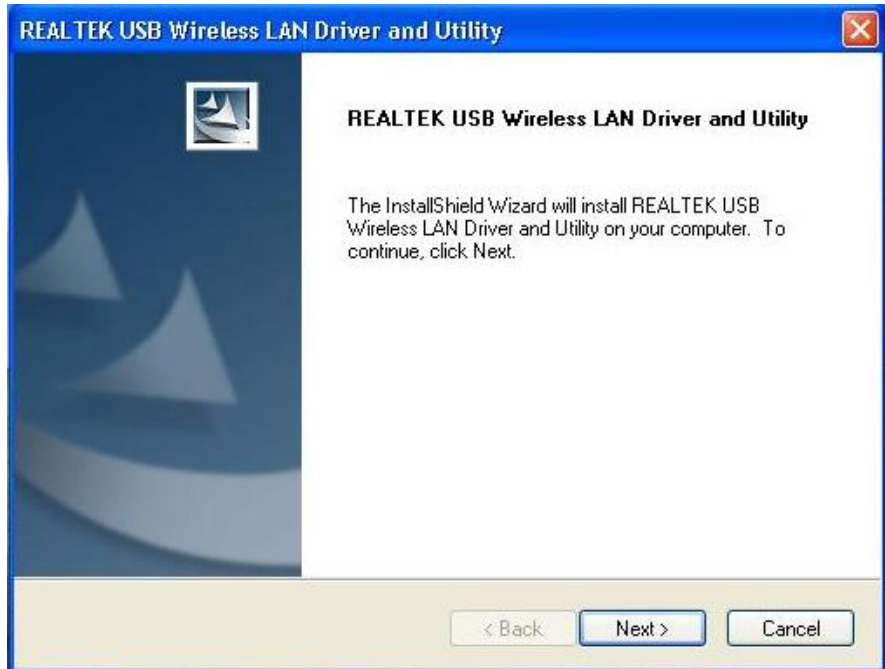 REALTEK USB Wireless LAN Driver and Utility
REALTEK USB Wireless LAN Driver and Utility
The InstallShield Wizard will install REALTEK USB
Wireless LAN Driver and Utility on your computer. To
continue, click Next.
< Back Next > Cancel